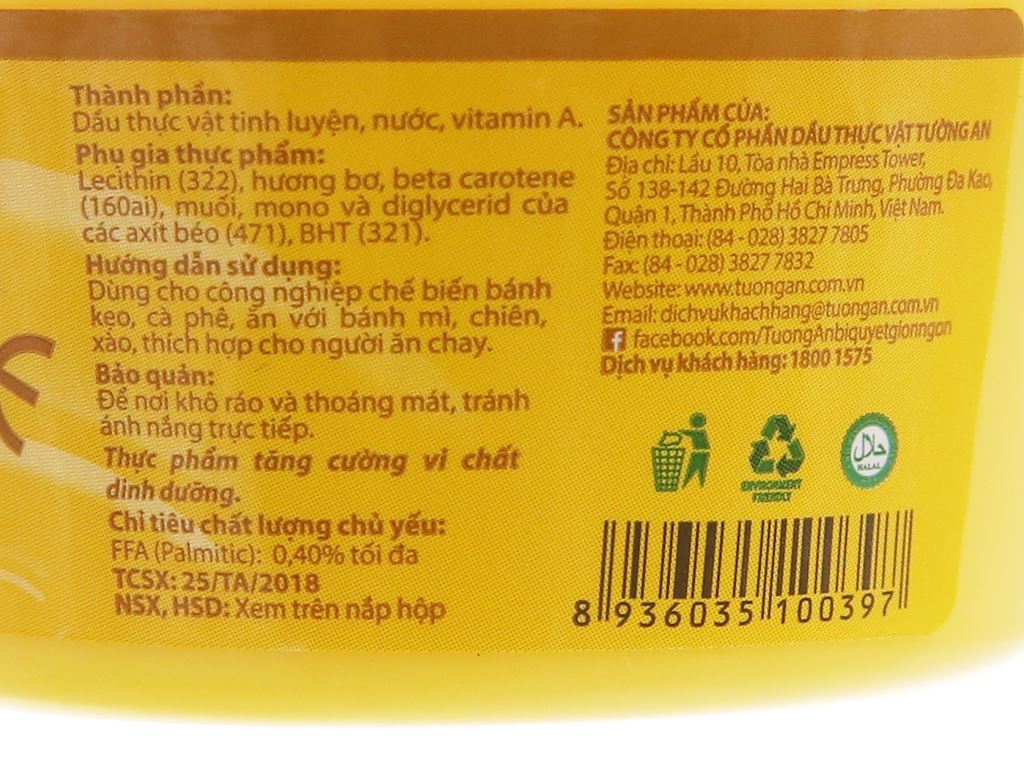 Thành phần:
Dầu thực vật tinh luyện, nước, vitamin A.
Phụ gia thực phẩm:
Lecithin (322), hương bơ, beta carotene
(160ai), muối, mono và diglycerid của
các axít béo (471), BHT (321).
Hướng dẫn sử dụng:
Dùng cho công nghiệp chế biến bánh
kẹo, cà phê, ăn với bánh mì, chiên,
xào, thích hợp cho người ăn chay.
Bảo quản:
Để nơi khô ráo và thoáng mát, tránh
ánh nắng trực tiếp.
Thực phẩm tăng cường vi chất
dinh dưỡng.
Chỉ tiêu chất lượng chủ yếu:
FFA (Palmitic): 0,40% tối đa
TCSX: 25/TA/2018
NSX, HSD: Xem trên nắp hộp
SẢN PHẨM CỦA:
CÔNG TY CỔ PHẦN DẦU THỰC VẬT TƯỜNG AN
Địa chỉ: Lầu 10, Tòa nhà Empress Tower,
Số 138-142 Đường Hai Bà Trưng, Phường Đa Kao,
Quận 1, Thành Phố Hồ Chí Minh, Việt Nam.
Điện thoại: (84 - 028) 3827 7805
Fax: (84 - 028) 3827 7832
Website: www.tuongan.com.vn
Email: dichvukhachhang@tuongan.com.vn
f facebook.com/TuongAnbiquyetgionngon
Dịch vụ khách hàng: 1800 1575
ENVIRONMENT
FRIENDLY
حلال
HALAL
8 936035 100397